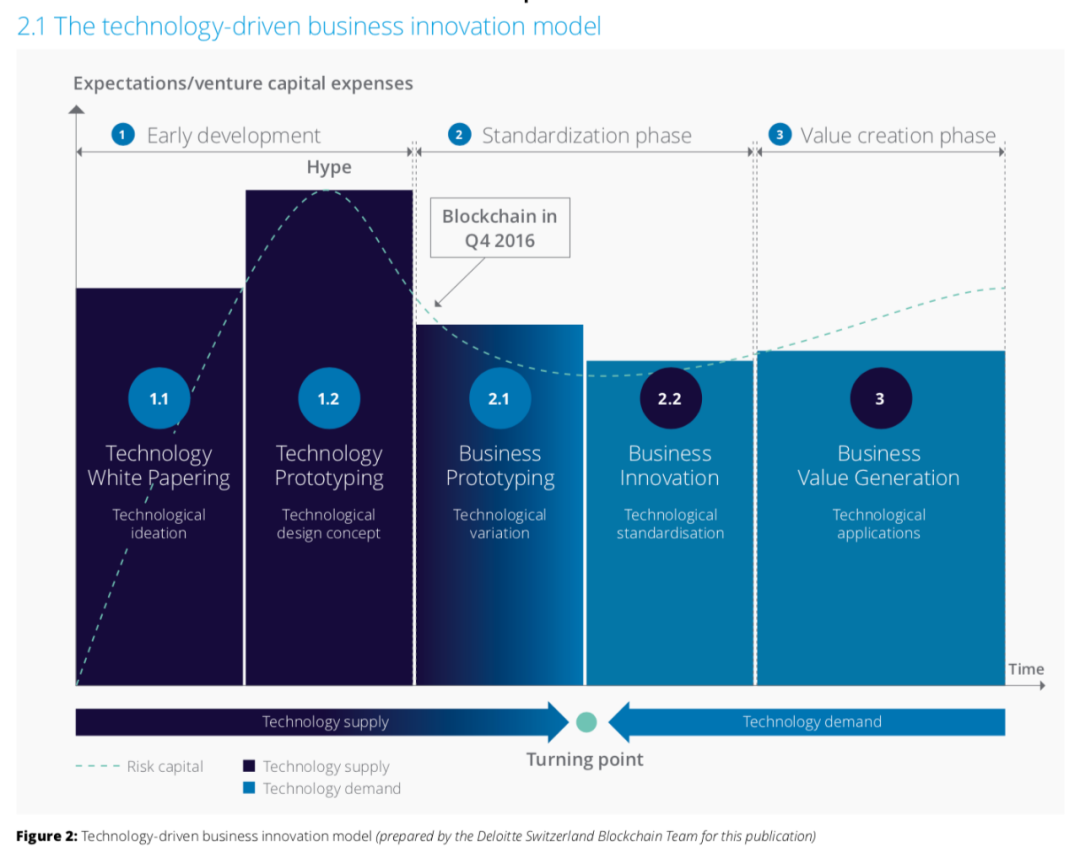 2.1 The technology-driven business innovation model
Expectations/venture capital expenses
1 Early development
2 Standardization phase
3 Value creation phase
Hype
Blockchain in
Q4 2016
1.1
Technology
White Papering
Technological
ideation
1.2
Technology
Prototyping
Technological
design concept
2.1
Business
Prototyping
Technological
variation
2.2
Business
Innovation
Technological
standardisation
3
Business
Value Generation
Technological
applications
Time
Technology supply
Technology demand
Turning point
Risk capital
Technology supply
Technology demand
Figure 2: Technology-driven business innovation model (prepared by the Deloitte Switzerland Blockchain Team for this publication)